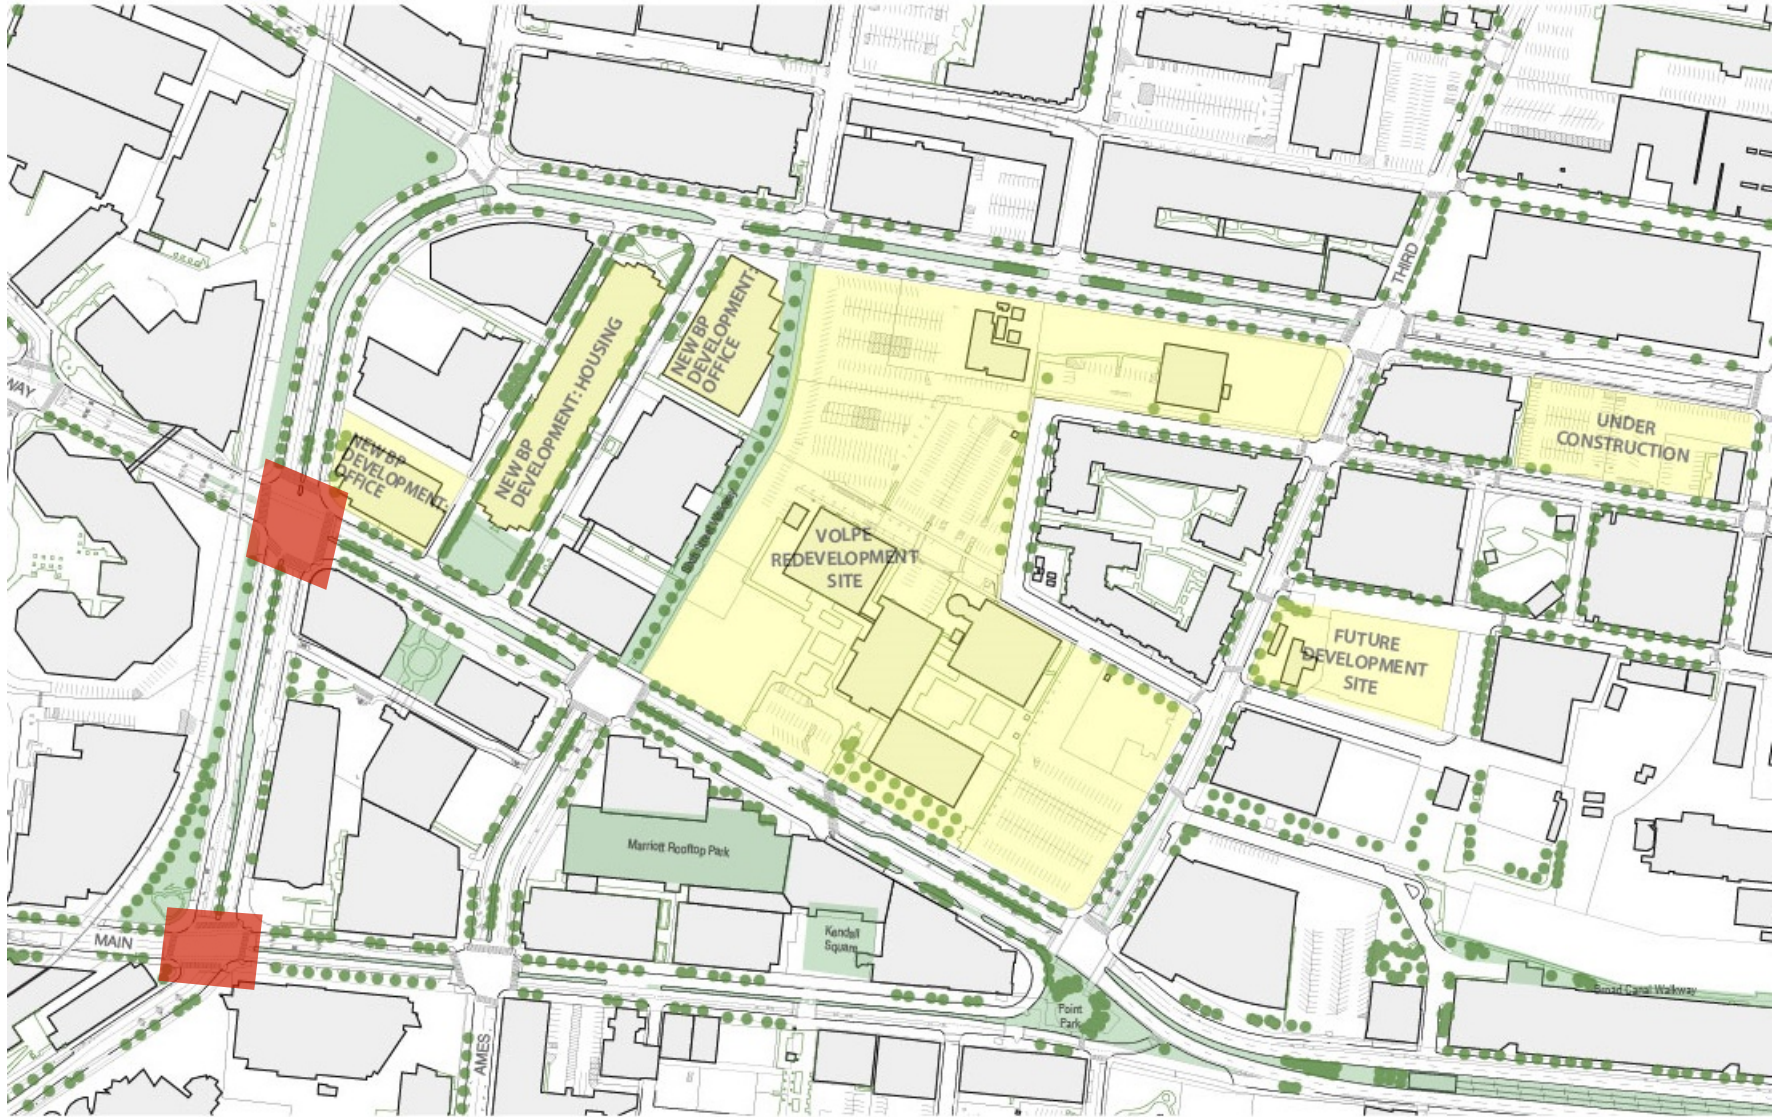 THIRD
WAY
NEW BP
DEVELOPMENT:
OFFICE
NEW BP
DEVELOPMENT: HOUSING
NEW BP
DEVELOPMENT:
OFFICE
UNDER
CONSTRUCTION
VOLPE
REDEVELOPMENT
SITE
FUTURE
DEVELOPMENT
SITE
Marriott Rooftop Park
Kendall
Square
MAIN
Point
Park
Broad Canal Walkway
AMES